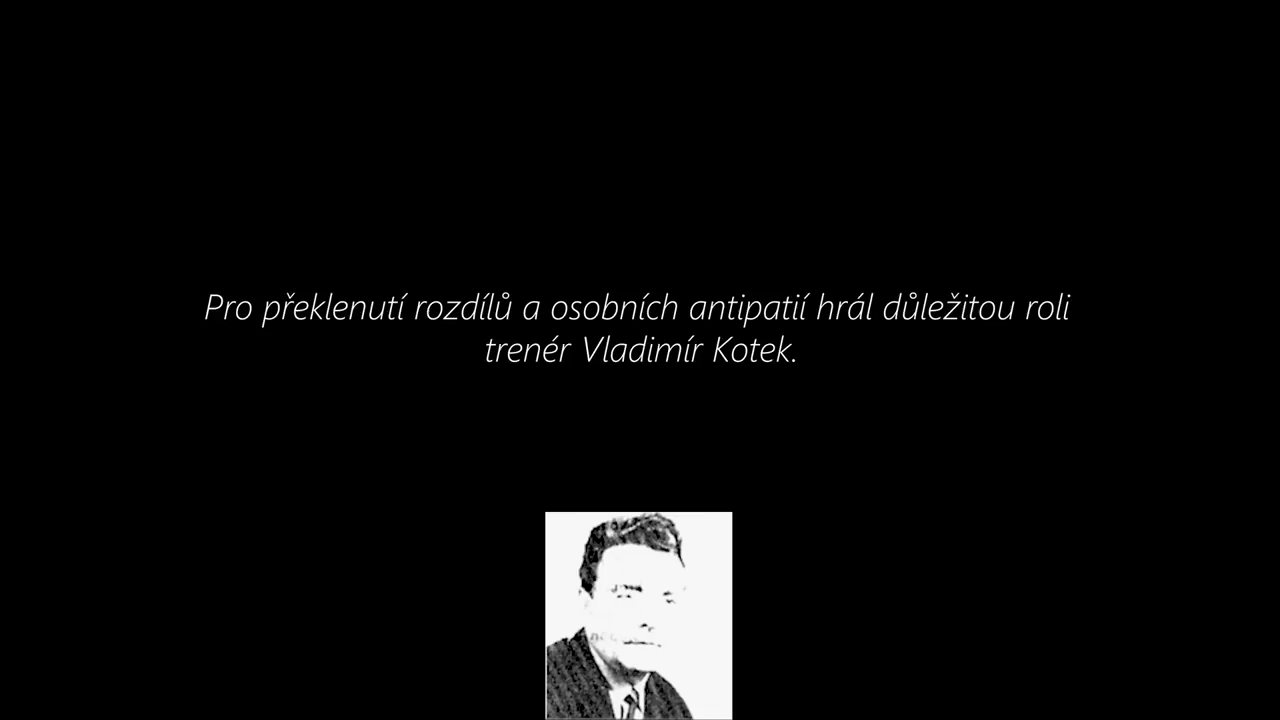 Pro překlenutí rozdílů a osobních antipatií hrál důležitou roli
trenér Vladimír Kotek.